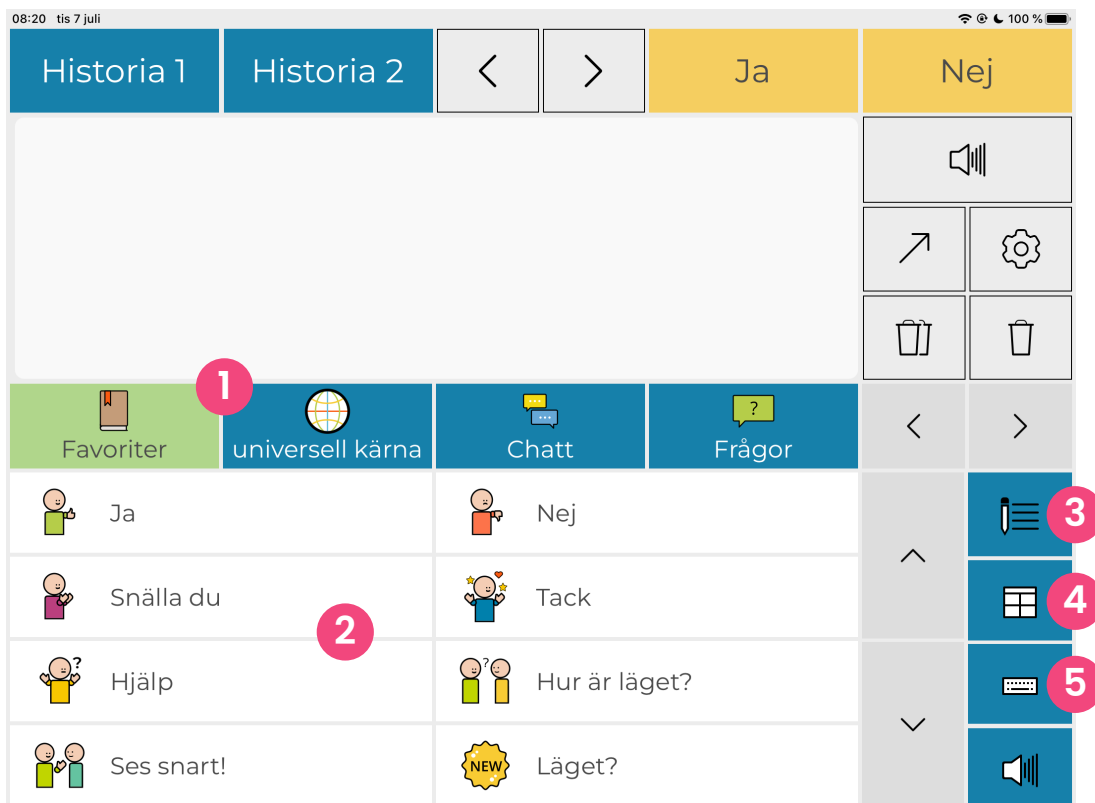 08:20 tis 7 juli 100 %
Historia 1 Historia 2 Ja Nej
1
Favoriter universell kärna Chatt ? Frågor
Ja Nej 3
Snälla du Tack 4
2
? Hjälp ? Hur är läget? 5
Ses snart! NEW Läget?